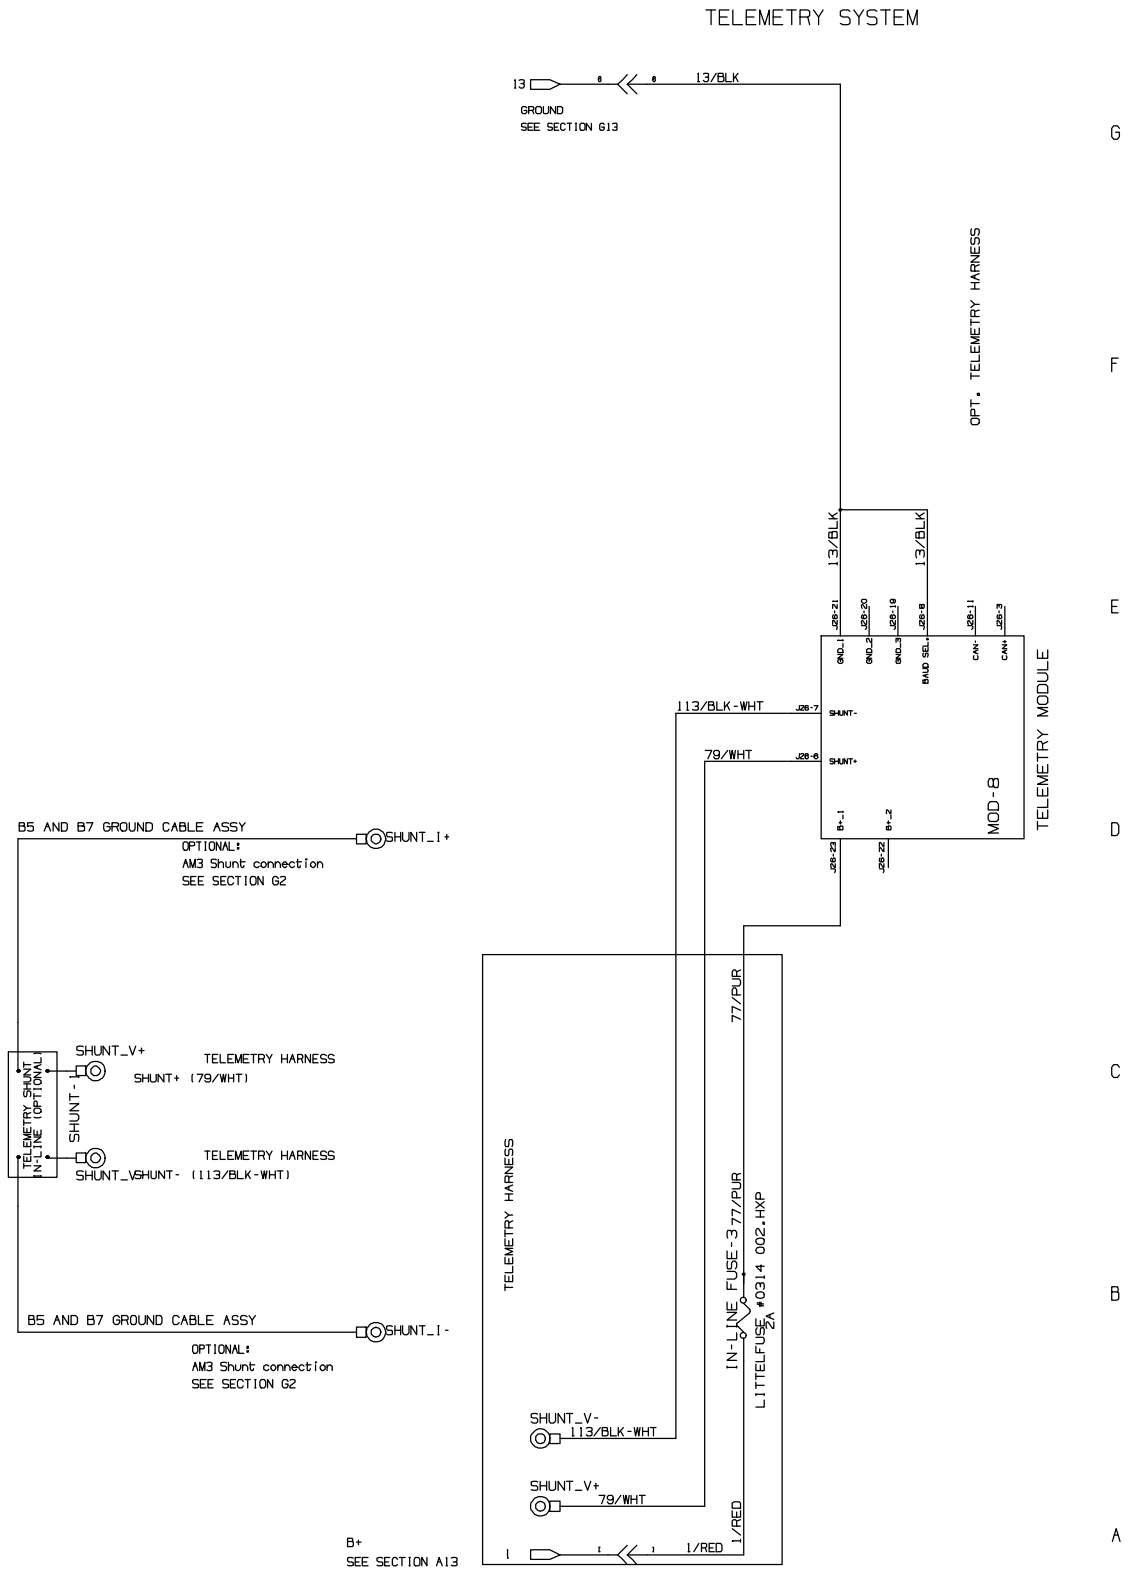 TELEMETRY SYSTEM
13
6
6
13/BLK
GROUND
SEE SECTION G13
G
OPT. TELEMETRY HARNESS
F
13/BLK
13/BLK
E
J26-21
J26-20
J26-19
J26-8
J26-11
J26-3
GND_1
GND_2
GND_3
BAUD SEL.
CAN-
CAN+
113/BLK-WHT
J26-7
SHUNT-
79/WHT
J26-6
SHUNT+
MOD-8
TELEMETRY MODULE
B+_1
B+_2
J26-23
J26-22
D
B5 AND B7 GROUND CABLE ASSY
SHUNT_I+
OPTIONAL:
AM3 Shunt connection
SEE SECTION G2
77/PUR
SHUNT_V+
TELEMETRY HARNESS
SHUNT+ (79/WHT)
TELEMETRY SHUNT
IN-LINE (OPTIONAL)
SHUNT-1
C
TELEMETRY HARNESS
SHUNT_V-
SHUNT- (113/BLK-WHT)
TELEMETRY HARNESS
77/PUR
IN-LINE FUSE-3
LITTELFUSE #0314 002.HXP
2A
B
B5 AND B7 GROUND CABLE ASSY
SHUNT_I-
OPTIONAL:
AM3 Shunt connection
SEE SECTION G2
SHUNT_V-
113/BLK-WHT
SHUNT_V+
79/WHT
1/RED
B+
SEE SECTION A13
1
1
1
1/RED
A